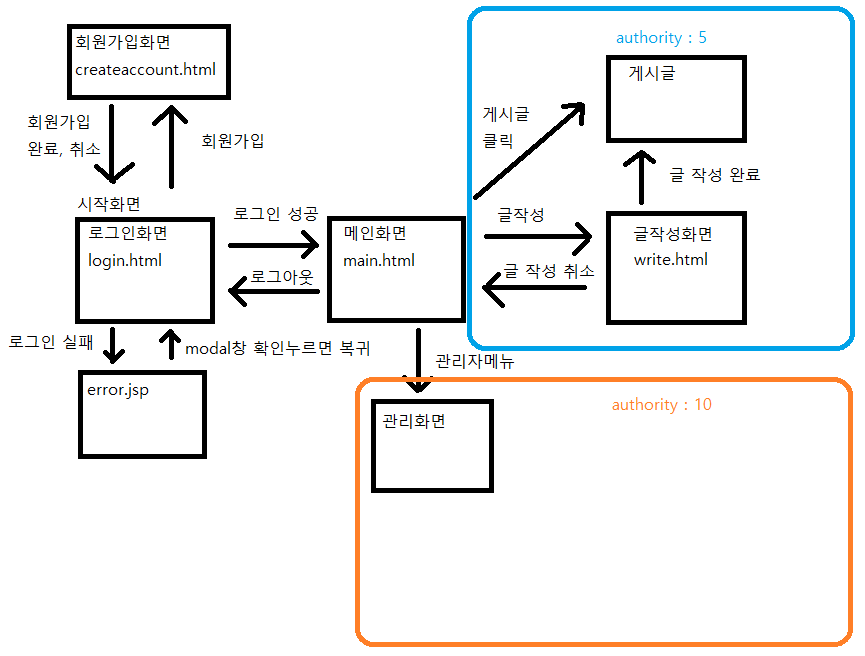 회원가입화면
createaccount.html
회원가입
완료, 취소
회원가입
시작화면
로그인화면
login.html
로그인 성공
로그아웃
메인화면
main.html
로그인 실패
modal창 확인누르면 복귀
error.jsp
authority : 5
게시글
게시글
클릭
글 작성 완료
글작성
글 작성 취소
글작성화면
write.html
관리자메뉴
authority : 10
관리화면